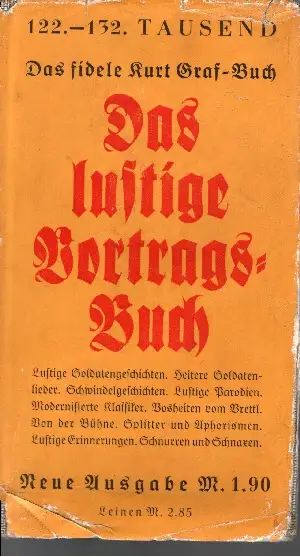 122.–132. TAUSEND
Das fidele Kurt Graf-Buch
Das
lustige
Vortrags-
Buch
Lustige Soldatengeschichten. Heitere Soldaten-
lieder. Schwindelgeschichten. Lustige Parodien.
Modernisierte Klassiker. Bosheiten vom Brettl.
Von der Bühne. Splitter und Aphorismen.
Lustige Erinnerungen. Schnurren und Schnaxen.
Neue Ausgabe M. 1.90
Leinen M. 2.85